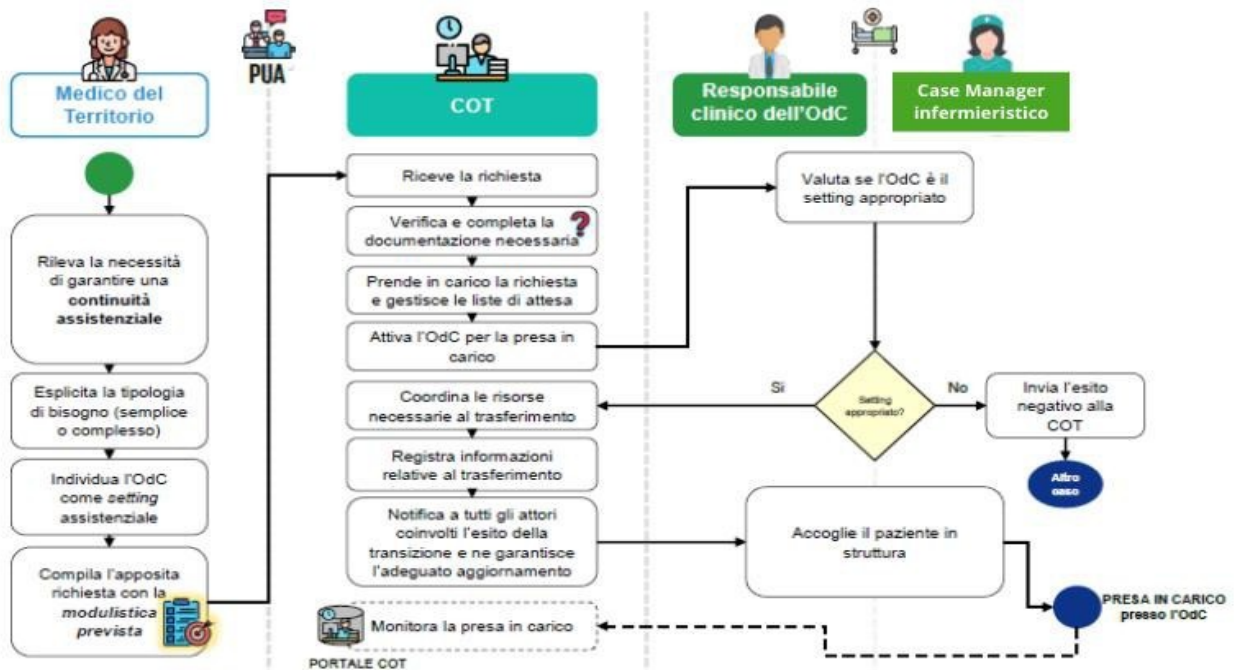 Medico del
Territorio
PUA
COT
Responsabile
clinico dell'OdC
Case Manager
infermieristico
Rileva la necessità
di garantire una
continuità
assistenziale
Esplicita la tipologia
di bisogno (semplice
o complesso)
Individua l'OdC
come setting
assistenziale
Compila l'apposita
richiesta con la
modulistica
prevista
Riceve la richiesta
Verifica e completa la
documentazione necessaria
?
Prende in carico la richiesta
e gestisce le liste di attesa
Attiva l'OdC per la presa in
carico
Coordina le risorse
necessarie al trasferimento
Registra informazioni
relative al trasferimento
Notifica a tutti gli attori
coinvolti l'esito della
transizione e ne garantisce
l'adeguato aggiornamento
Monitora la presa in carico
PORTALE COT
Valuta se l'OdC è il
setting appropriato
Si
Setting
appropriato?
No
Invia l'esito
negativo alla
COT
Altro
caso
Accoglie il paziente in
struttura
PRESA IN CARICO
presso l'OdC